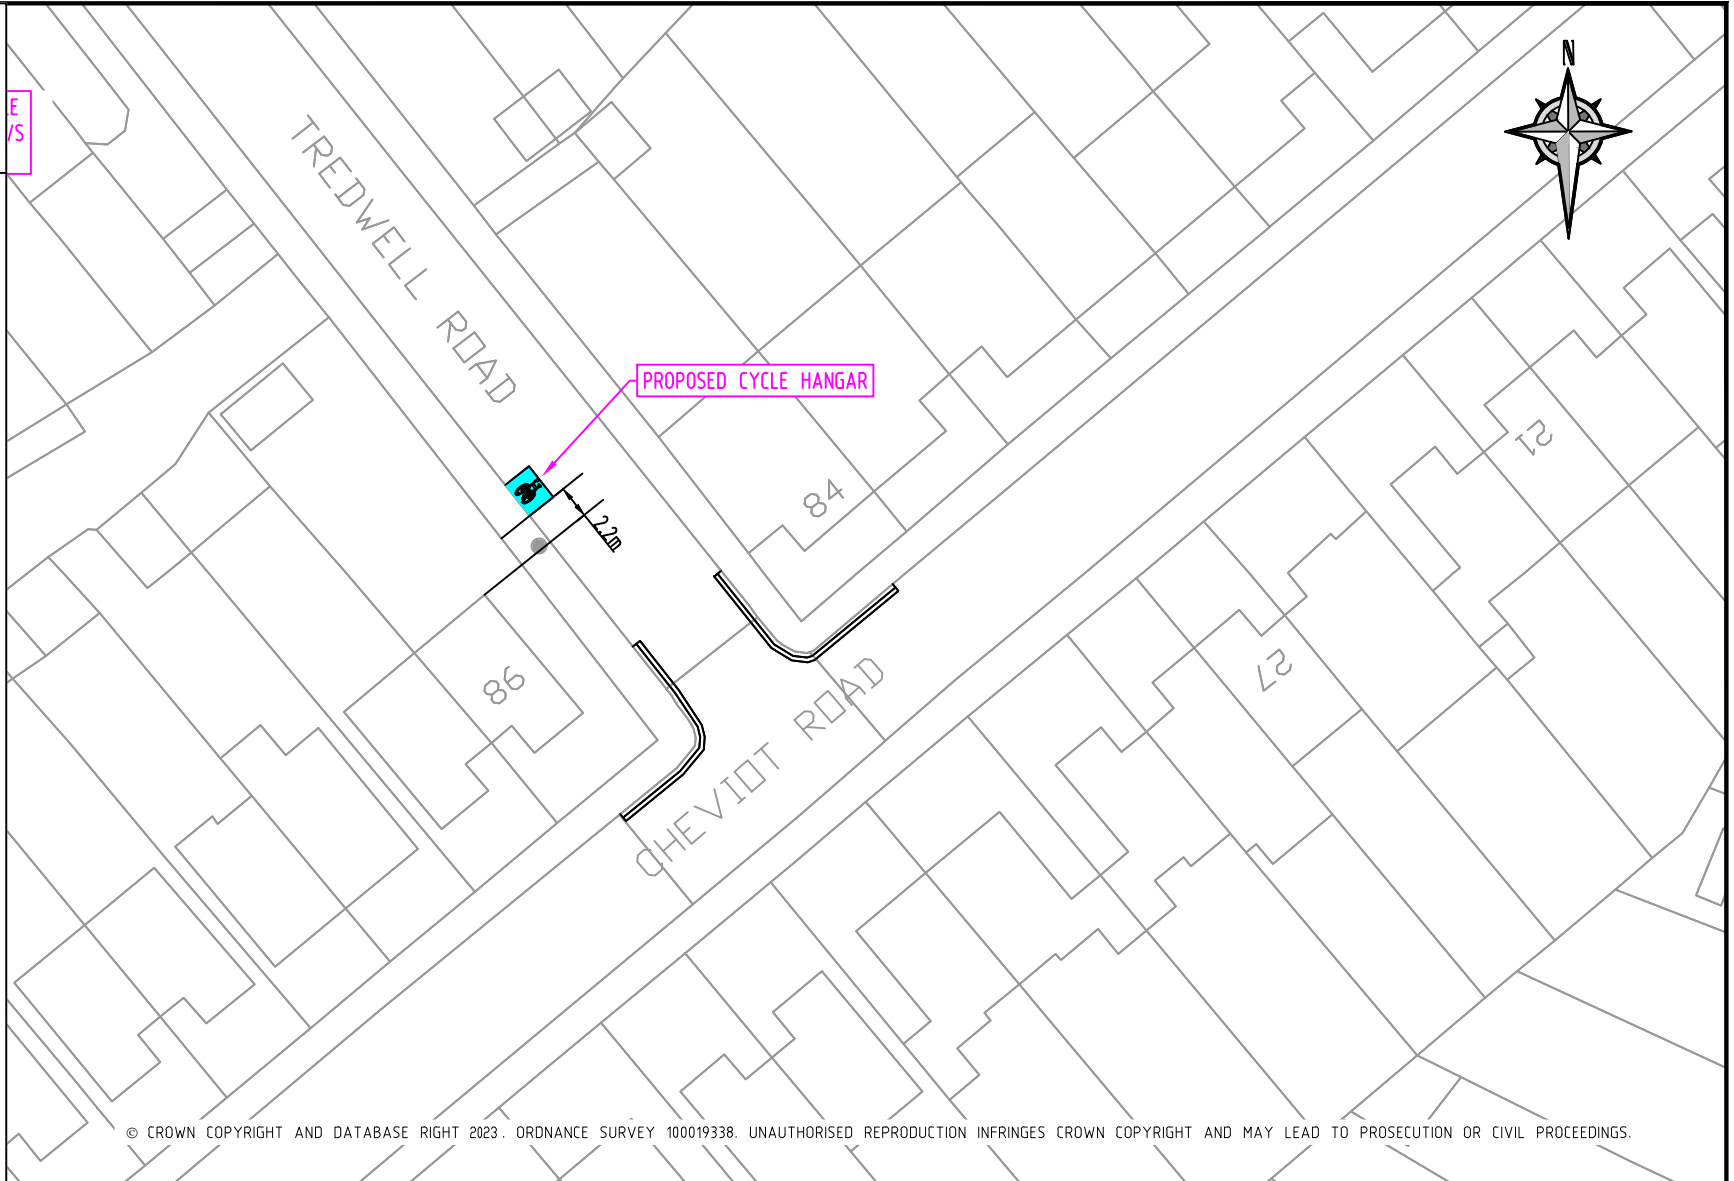 N
E
/S
TREDWELL ROAD
PROPOSED CYCLE HANGAR
2.2m
84
86
21
27
CHEVIOT ROAD
© CROWN COPYRIGHT AND DATABASE RIGHT 2023. ORDNANCE SURVEY 100019338. UNAUTHORISED REPRODUCTION INFRINGES CROWN COPYRIGHT AND MAY LEAD TO PROSECUTION OR CIVIL PROCEEDINGS.